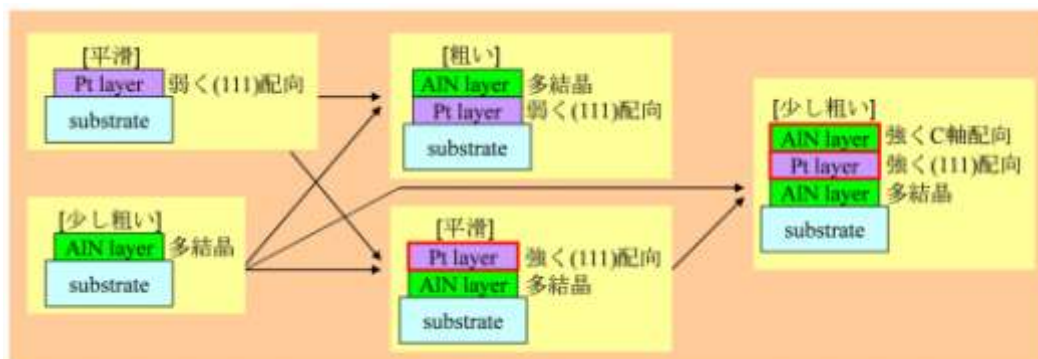 [平滑]
Pt layer 弱く(111)配向
substrate
[少し粗い]
AlN layer 多結晶
substrate
[粗い]
AlN layer 多結晶
Pt layer 弱く(111)配向
substrate
[平滑]
Pt layer 強く(111)配向
AlN layer 多結晶
substrate
[少し粗い]
AlN layer 強くC軸配向
Pt layer 強く(111)配向
AlN layer 多結晶
substrate